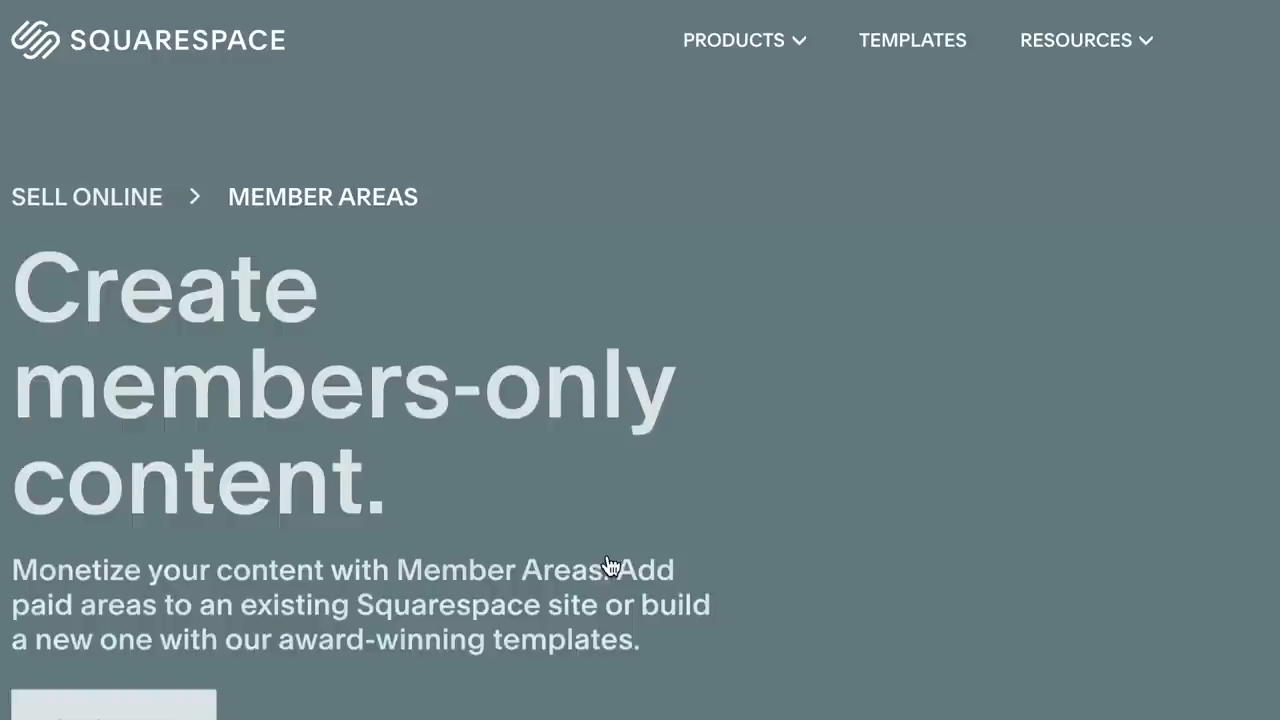 SQUARESPACE
PRODUCTS
TEMPLATES
RESOURCES
SELL ONLINE > MEMBER AREAS
Create
members-only
content.
Monetize your content with Member Areas. Add
paid areas to an existing Squarespace site or build
a new one with our award-winning templates.